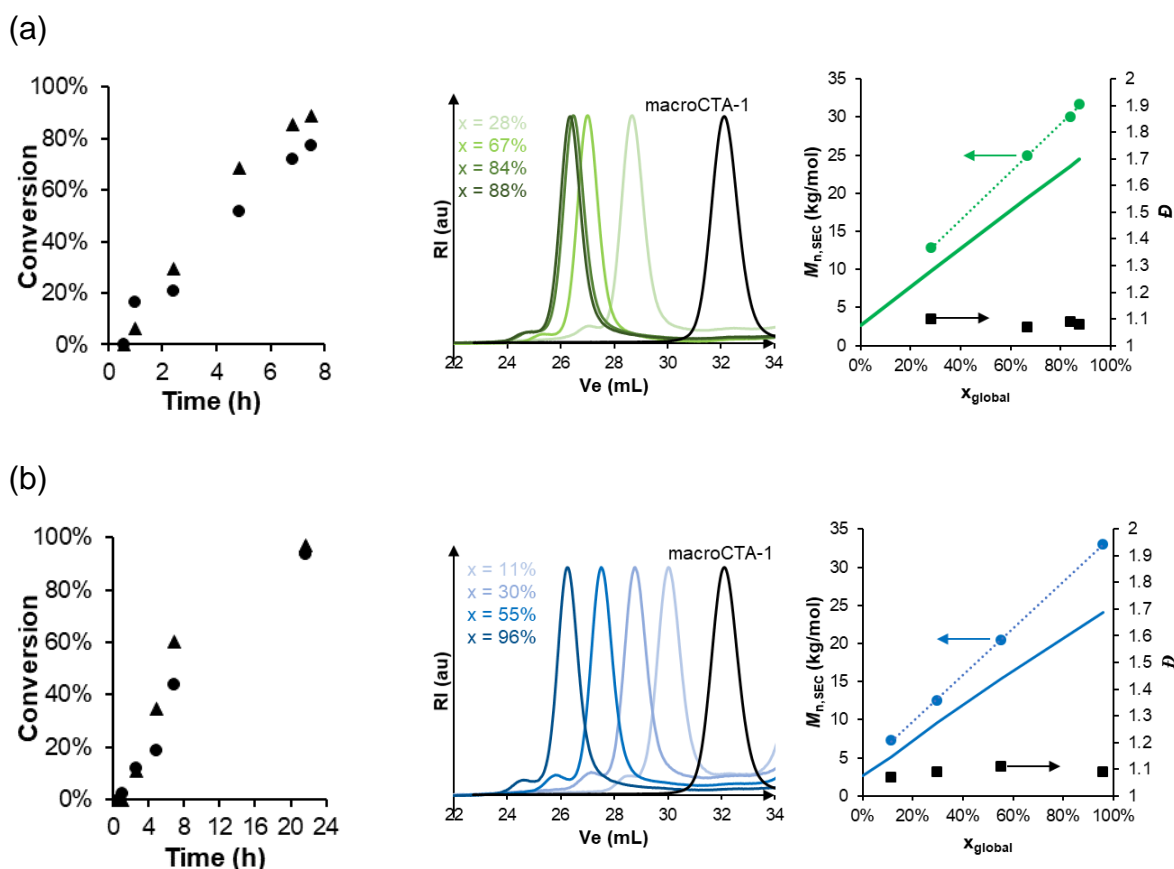 (a)
100%
80%
60%
40%
20%
0%
Conversion
0 2 4 6 8
Time (h)
macroCTA-1
x = 28%
x = 67%
x = 84%
x = 88%
RI (au)
22 24 26 28 30 32 34
Ve (mL)
35
30
25
20
15
10
5
0
Mn,SEC (kg/mol)
2
1.9
1.8
1.7
1.6
1.5
1.4
1.3
1.2
1.1
1
Đ
0% 20% 40% 60% 80% 100%
xglobal
(b)
100%
80%
60%
40%
20%
0%
Conversion
0 4 8 12 16 20 24
Time (h)
macroCTA-1
x = 11%
x = 30%
x = 55%
x = 96%
RI (au)
22 24 26 28 30 32 34
Ve (mL)
35
30
25
20
15
10
5
0
Mn,SEC (kg/mol)
2
1.9
1.8
1.7
1.6
1.5
1.4
1.3
1.2
1.1
1
Đ
0% 20% 40% 60% 80% 100%
xglobal